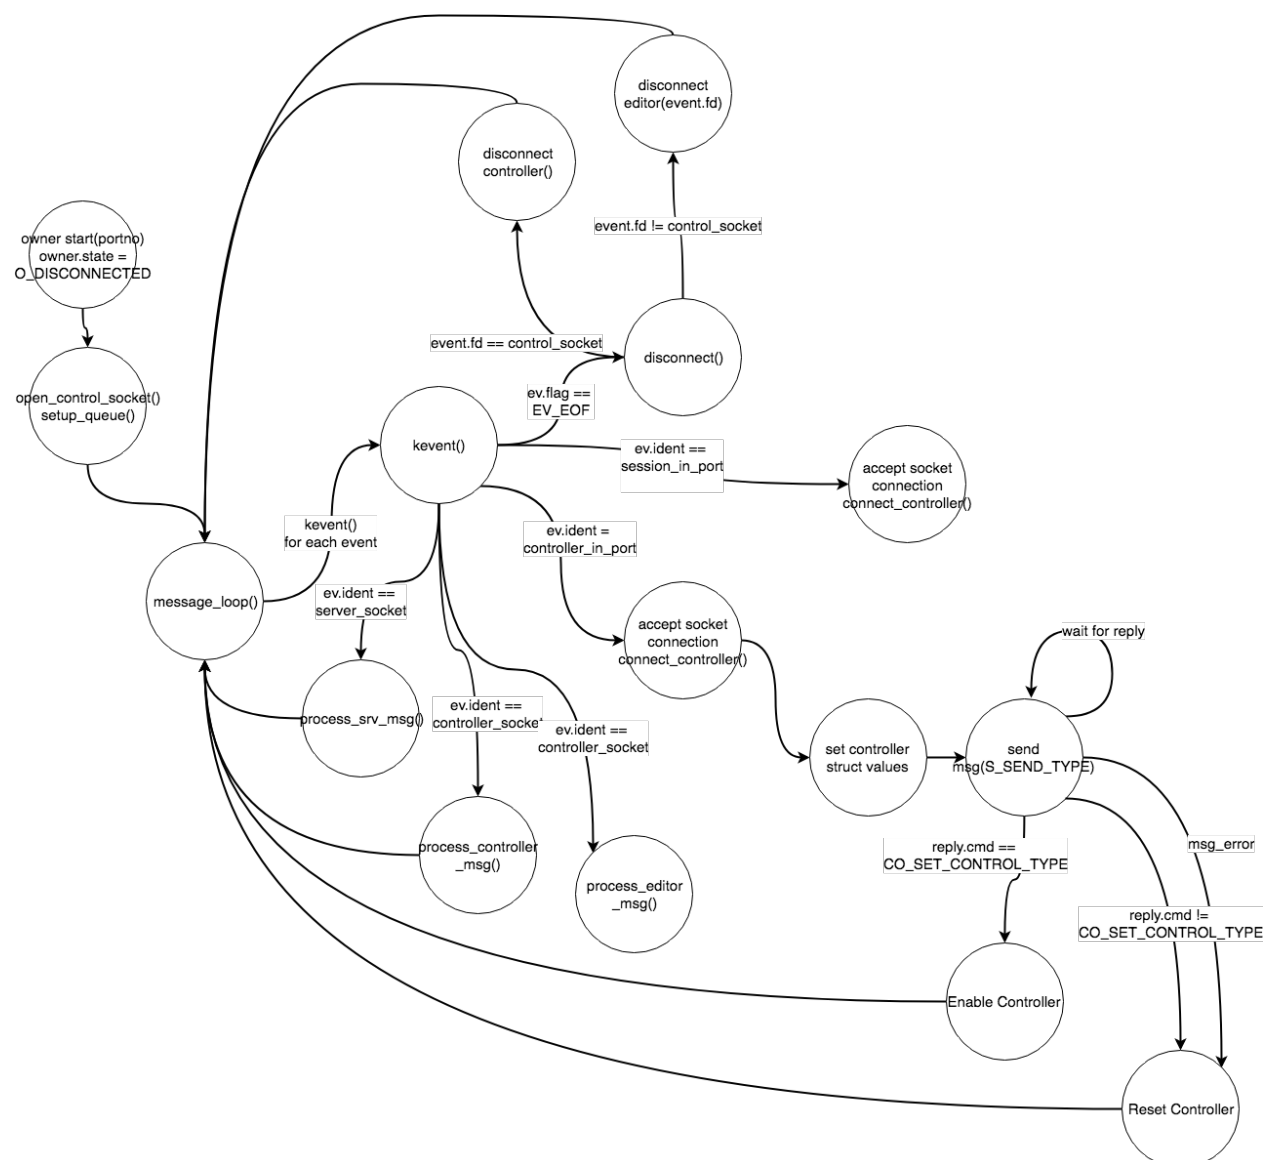 disconnect
editor(event.fd)
disconnect
controller()
event.fd != control_socket
owner start(portno)
owner.state =
O_DISCONNECTED
event.fd == control_socket
disconnect()
open_control_socket()
setup_queue()
ev.flag ==
EV_EOF
kevent()
ev.ident ==
session_in_port
accept socket
connection
connect_controller()
kevent()
for each event
ev.ident =
controller_in_port
message_loop()
ev.ident ==
server_socket
accept socket
connection
connect_controller()
wait for reply
process_srv_msg()
ev.ident ==
controller_socket
ev.ident ==
controller_socket
set controller
struct values
send
msg(S_SEND_TYPE)
process_controller
_msg()
reply.cmd ==
CO_SET_CONTROL_TYPE
msg_error
process_editor
_msg()
reply.cmd !=
CO_SET_CONTROL_TYPE
Enable Controller
Reset Controller